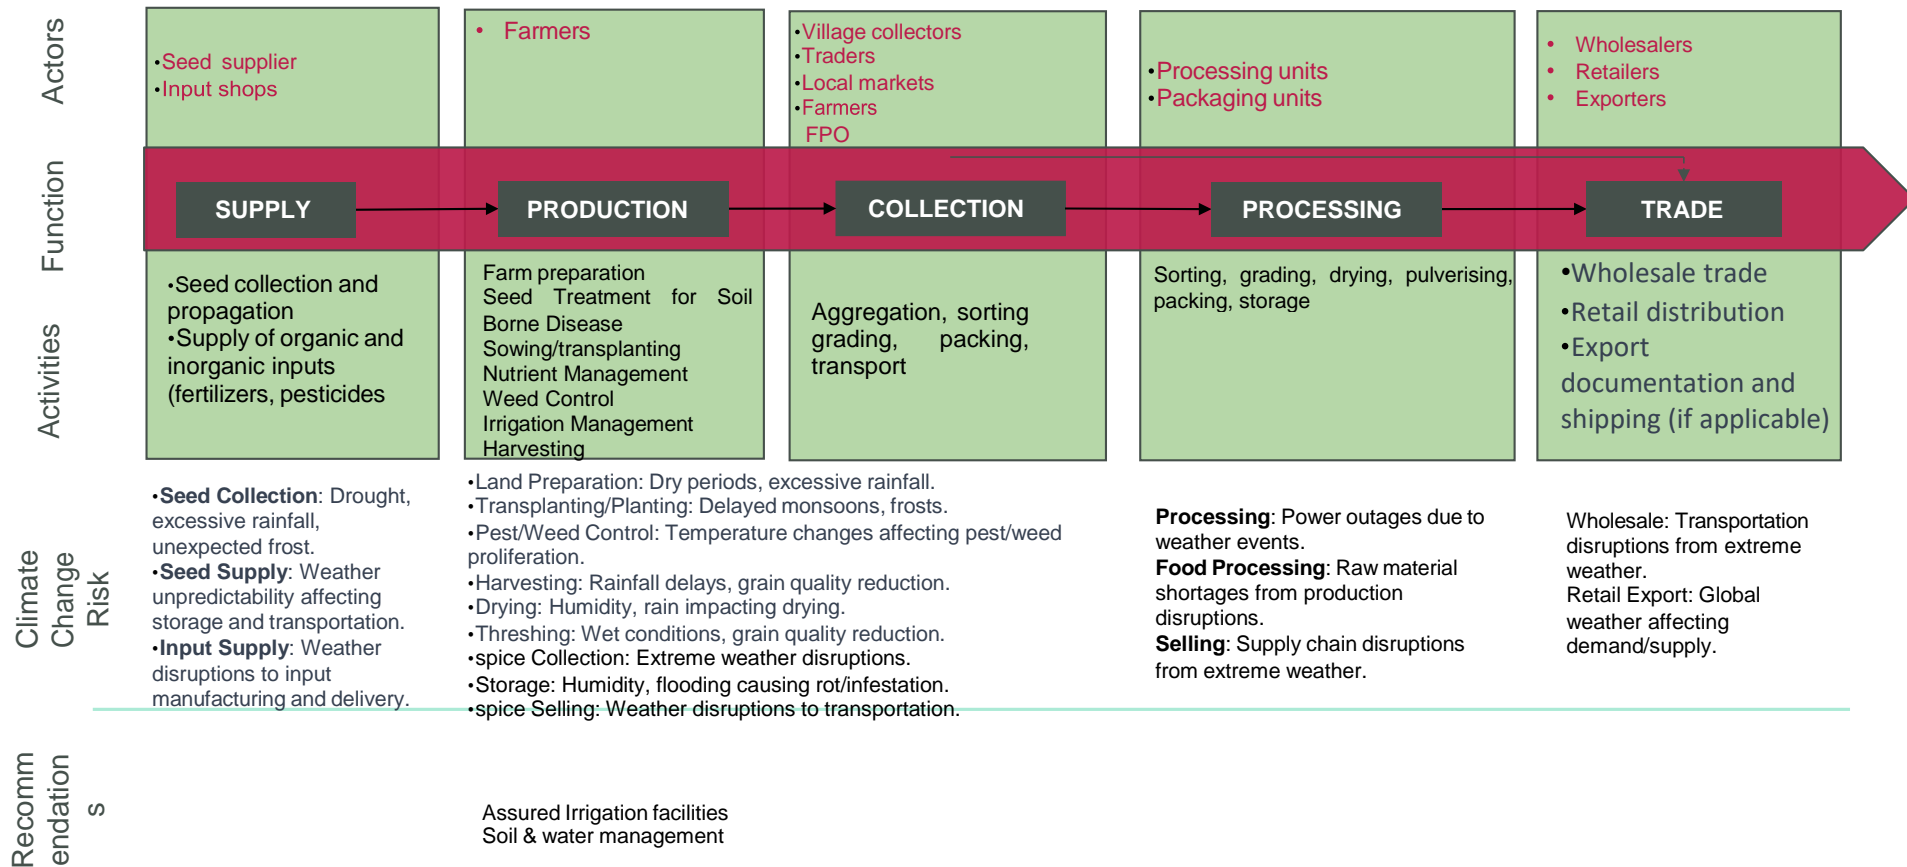 Actors
•Seed supplier
•Input shops
• Farmers
•Village collectors
•Traders
•Local markets
•Farmers
FPO
•Processing units
•Packaging units
• Wholesalers
• Retailers
• Exporters
Function
SUPPLY
PRODUCTION
COLLECTION
PROCESSING
TRADE
Activities
•Seed collection and
propagation
•Supply of organic and
inorganic inputs
(fertilizers, pesticides
Farm preparation
Seed Treatment for Soil
Borne Disease
Sowing/transplanting
Nutrient Management
Weed Control
Irrigation Management
Harvesting
Aggregation, sorting
grading, packing,
transport
Sorting, grading, drying, pulverising,
packing, storage
•Wholesale trade
•Retail distribution
•Export
documentation and
shipping (if applicable)
Climate
Change
Risk
•Seed Collection: Drought,
excessive rainfall,
unexpected frost.
•Seed Supply: Weather
unpredictability affecting
storage and transportation.
•Input Supply: Weather
disruptions to input
manufacturing and delivery.
•Land Preparation: Dry periods, excessive rainfall.
•Transplanting/Planting: Delayed monsoons, frosts.
•Pest/Weed Control: Temperature changes affecting pest/weed
proliferation.
•Harvesting: Rainfall delays, grain quality reduction.
•Drying: Humidity, rain impacting drying.
•Threshing: Wet conditions, grain quality reduction.
•spice Collection: Extreme weather disruptions.
•Storage: Humidity, flooding causing rot/infestation.
•spice Selling: Weather disruptions to transportation.
Processing: Power outages due to
weather events.
Food Processing: Raw material
shortages from production
disruptions.
Selling: Supply chain disruptions
from extreme weather.
Wholesale: Transportation
disruptions from extreme
weather.
Retail Export: Global
weather affecting
demand/supply.
Recomm
endation
s
Assured Irrigation facilities
Soil & water management